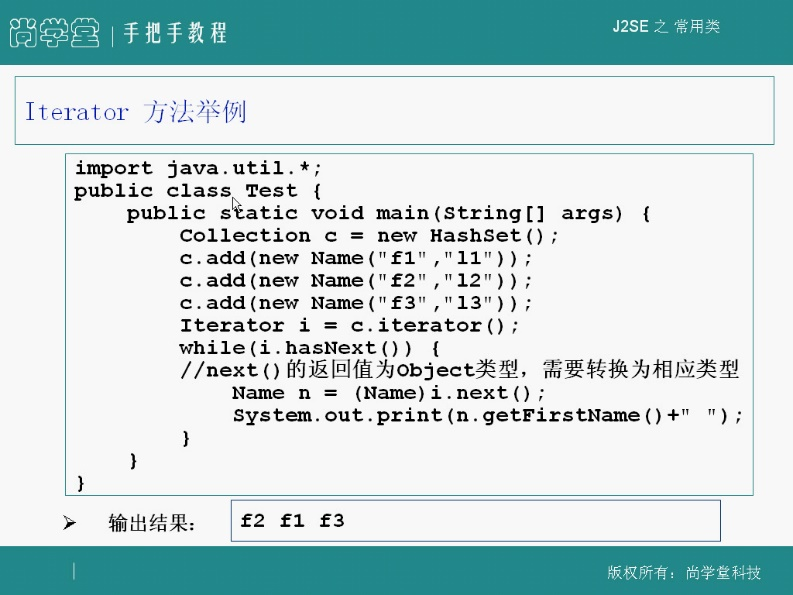 尚学堂 | 手把手教程
J2SE 之 常用类
Iterator 方法举例
import java.util.*;
public class Test {
    public static void main(String[] args) {
        Collection c = new HashSet();
        c.add(new Name("f1","l1"));
        c.add(new Name("f2","l2"));
        c.add(new Name("f3","l3"));
        Iterator i = c.iterator();
        while(i.hasNext()) {
        //next()的返回值为Object类型，需要转换为相应类型
            Name n = (Name)i.next();
            System.out.print(n.getFirstName()+" ");
        }
    }
}
➢ 输出结果：
f2 f1 f3
版权所有：尚学堂科技